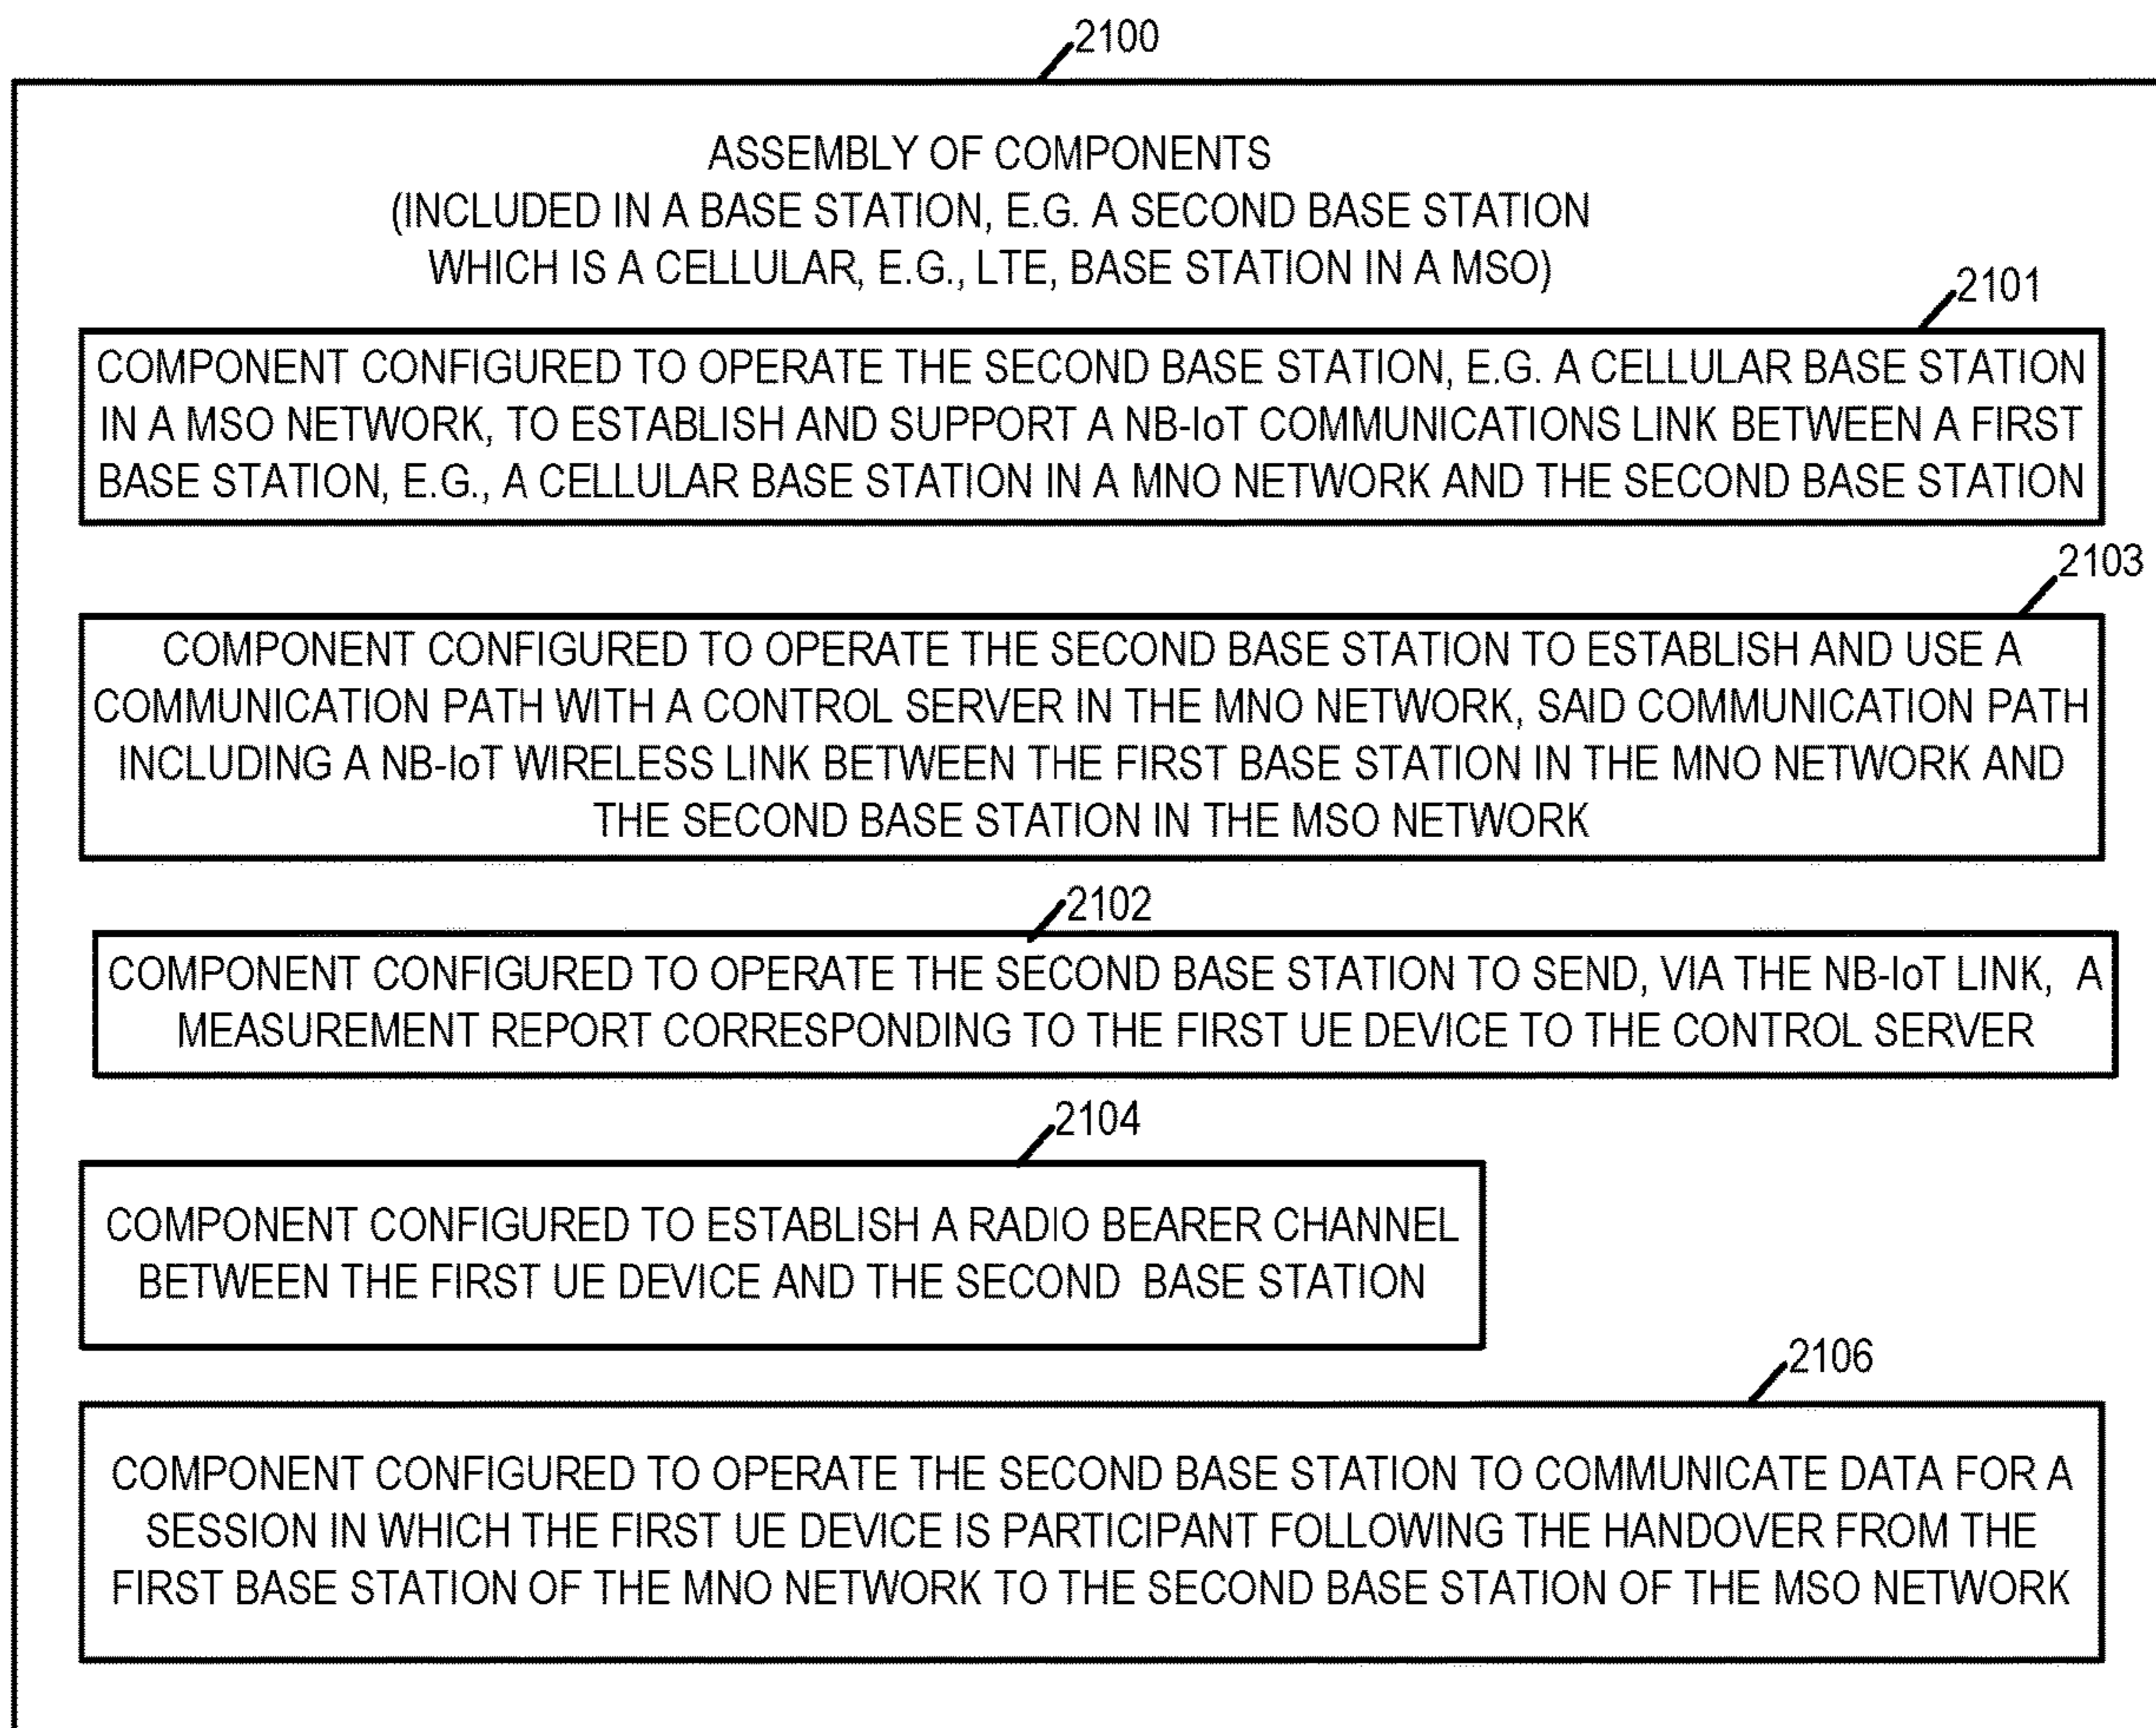 2100
ASSEMBLY OF COMPONENTS
(INCLUDED IN A BASE STATION, E.G. A SECOND BASE STATION
WHICH IS A CELLULAR, E.G., LTE, BASE STATION IN A MSO)
2101
COMPONENT CONFIGURED TO OPERATE THE SECOND BASE STATION, E.G. A CELLULAR BASE STATION
IN A MSO NETWORK, TO ESTABLISH AND SUPPORT A NB-IoT COMMUNICATIONS LINK BETWEEN A FIRST
BASE STATION, E.G., A CELLULAR BASE STATION IN A MNO NETWORK AND THE SECOND BASE STATION
2103
COMPONENT CONFIGURED TO OPERATE THE SECOND BASE STATION TO ESTABLISH AND USE A
COMMUNICATION PATH WITH A CONTROL SERVER IN THE MNO NETWORK, SAID COMMUNICATION PATH
INCLUDING A NB-IoT WIRELESS LINK BETWEEN THE FIRST BASE STATION IN THE MNO NETWORK AND
THE SECOND BASE STATION IN THE MSO NETWORK
2102
COMPONENT CONFIGURED TO OPERATE THE SECOND BASE STATION TO SEND, VIA THE NB-IoT LINK, A
MEASUREMENT REPORT CORRESPONDING TO THE FIRST UE DEVICE TO THE CONTROL SERVER
2104
COMPONENT CONFIGURED TO ESTABLISH A RADIO BEARER CHANNEL
BETWEEN THE FIRST UE DEVICE AND THE SECOND BASE STATION
2106
COMPONENT CONFIGURED TO OPERATE THE SECOND BASE STATION TO COMMUNICATE DATA FOR A
SESSION IN WHICH THE FIRST UE DEVICE IS PARTICIPANT FOLLOWING THE HANDOVER FROM THE
FIRST BASE STATION OF THE MNO NETWORK TO THE SECOND BASE STATION OF THE MSO NETWORK